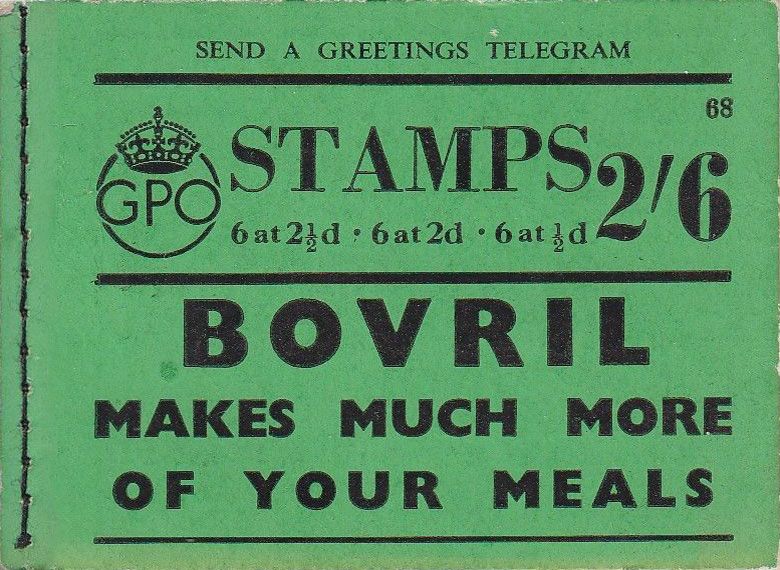 SEND A GREETINGS TELEGRAM
68
GPO
STAMPS 2/6
6 at 2½d · 6 at 2d · 6 at ½d
BOVRIL
MAKES MUCH MORE
OF YOUR MEALS